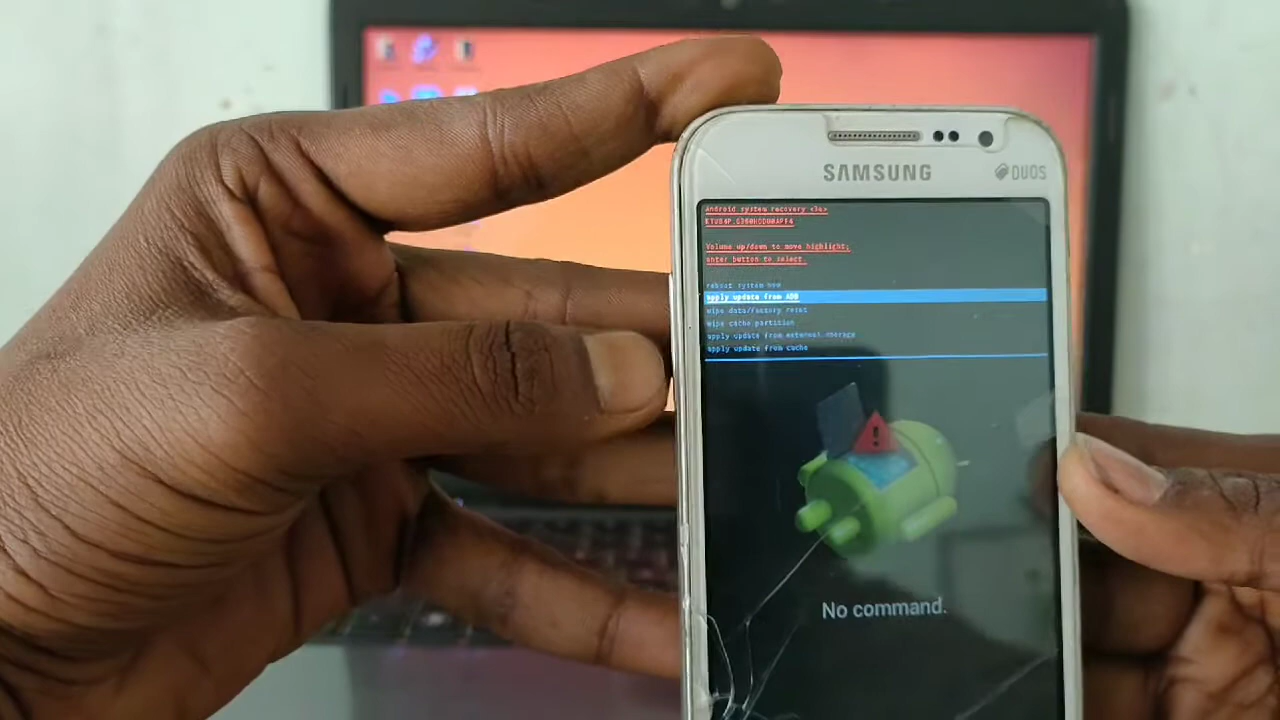 SAMSUNG
DUOS
Android system recovery <3e>
Volume up/down to move highlight;
enter button to select.
reboot system now
apply update from ADB
wipe data/factory reset
wipe cache partition
apply update from external storage
apply update from cache
No command.